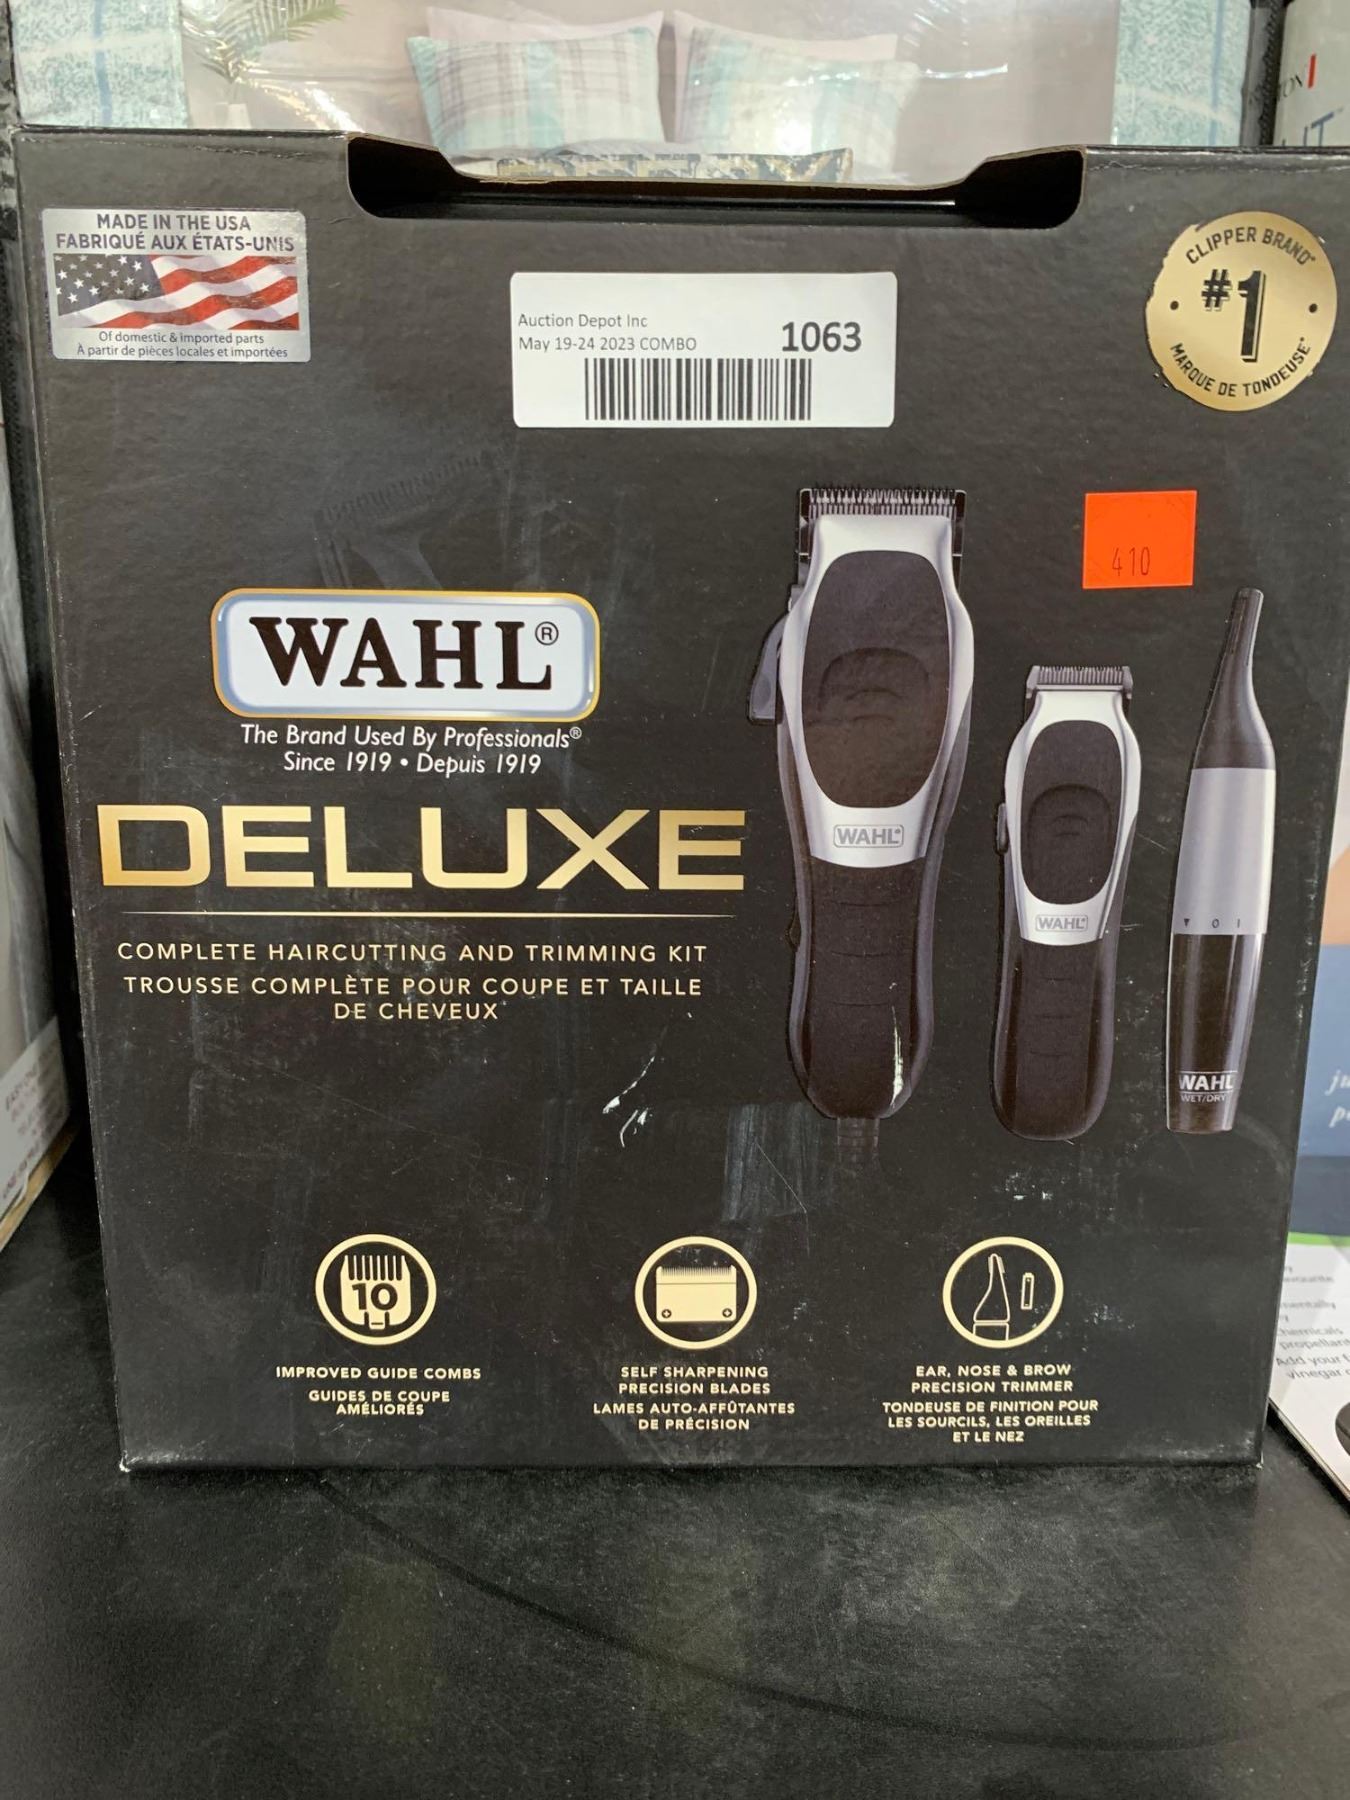 MADE IN THE USA
FABRIQUÉ AUX ÉTATS-UNIS
Of domestic & imported parts
À partir de pièces locales et importées
Auction Depot Inc
May 19-24 2023 COMBO
1063
CLIPPER BRAND*
#1
MARQUE DE TONDEUSE*
410
WAHL®
The Brand Used By Professionals®
Since 1919 • Depuis 1919
DELUXE
COMPLETE HAIRCUTTING AND TRIMMING KIT
TROUSSE COMPLÈTE POUR COUPE ET TAILLE
DE CHEVEUX
WAHL
WAHL
O I
WAHL
WET/DRY
10
IMPROVED GUIDE COMBS
GUIDES DE COUPE
AMÉLIORÉS
SELF SHARPENING
PRECISION BLADES
LAMES AUTO-AFFÛTANTES
DE PRÉCISION
EAR, NOSE & BROW
PRECISION TRIMMER
TONDEUSE DE FINITION POUR
LES SOURCILS, LES OREILLES
ET LE NEZ